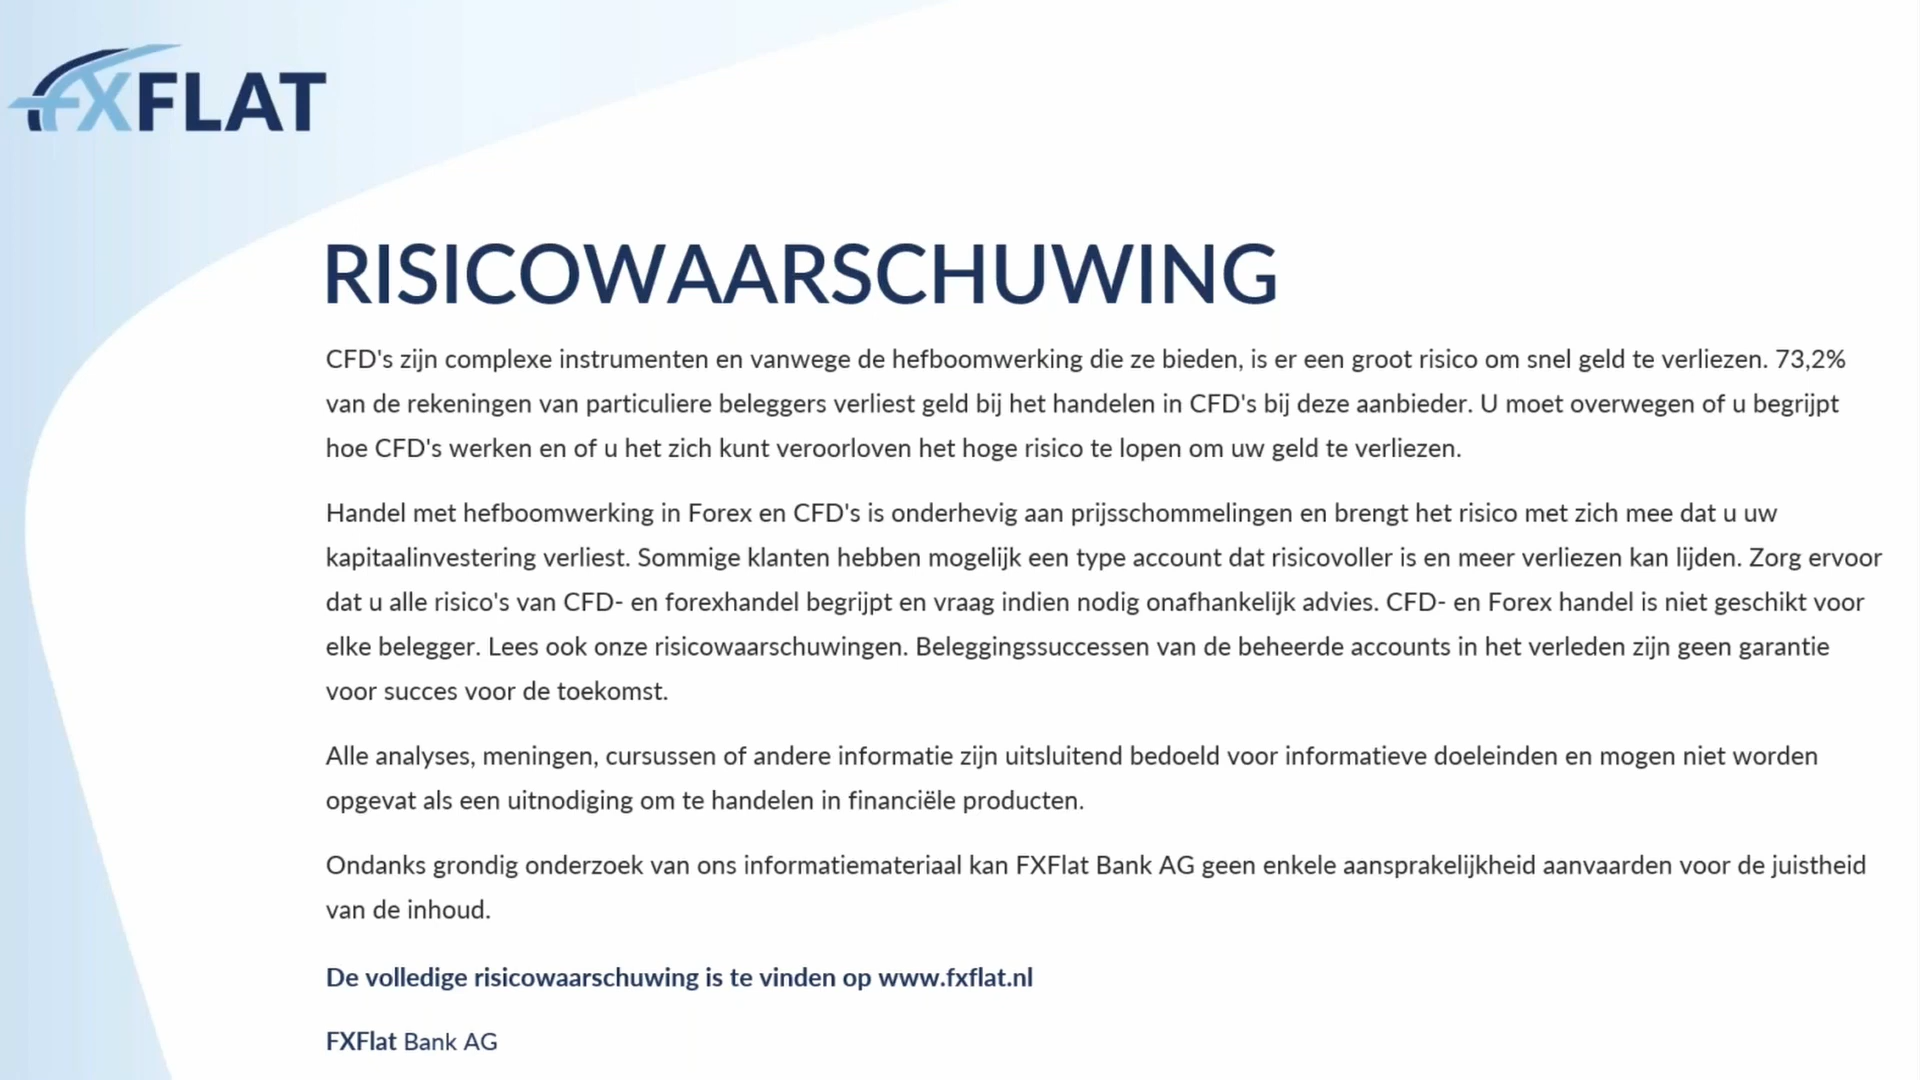 FXFLAT
RISICOWAARSCHUWING
CFD's zijn complexe instrumenten en vanwege de hefboomwerking die ze bieden, is er een groot risico om snel geld te verliezen. 73,2%
van de rekeningen van particuliere beleggers verliest geld bij het handelen in CFD's bij deze aanbieder. U moet overwegen of u begrijpt
hoe CFD's werken en of u het zich kunt veroorloven het hoge risico te lopen om uw geld te verliezen.
Handel met hefboomwerking in Forex en CFD's is onderhevig aan prijsschommelingen en brengt het risico met zich mee dat u uw
kapitaalinvestering verliest. Sommige klanten hebben mogelijk een type account dat risicovoller is en meer verliezen kan lijden. Zorg ervoor
dat u alle risico's van CFD- en forexhandel begrijpt en vraag indien nodig onafhankelijk advies. CFD- en Forex handel is niet geschikt voor
elke belegger. Lees ook onze risicowaarschuwingen. Beleggingssuccessen van de beheerde accounts in het verleden zijn geen garantie
voor succes voor de toekomst.
Alle analyses, meningen, cursussen of andere informatie zijn uitsluitend bedoeld voor informatieve doeleinden en mogen niet worden
opgevat als een uitnodiging om te handelen in financiële producten.
Ondanks grondig onderzoek van ons informatiemateriaal kan FXFlat Bank AG geen enkele aansprakelijkheid aanvaarden voor de juistheid
van de inhoud.
De volledige risicowaarschuwing is te vinden op www.fxflat.nl
FXFlat Bank AG